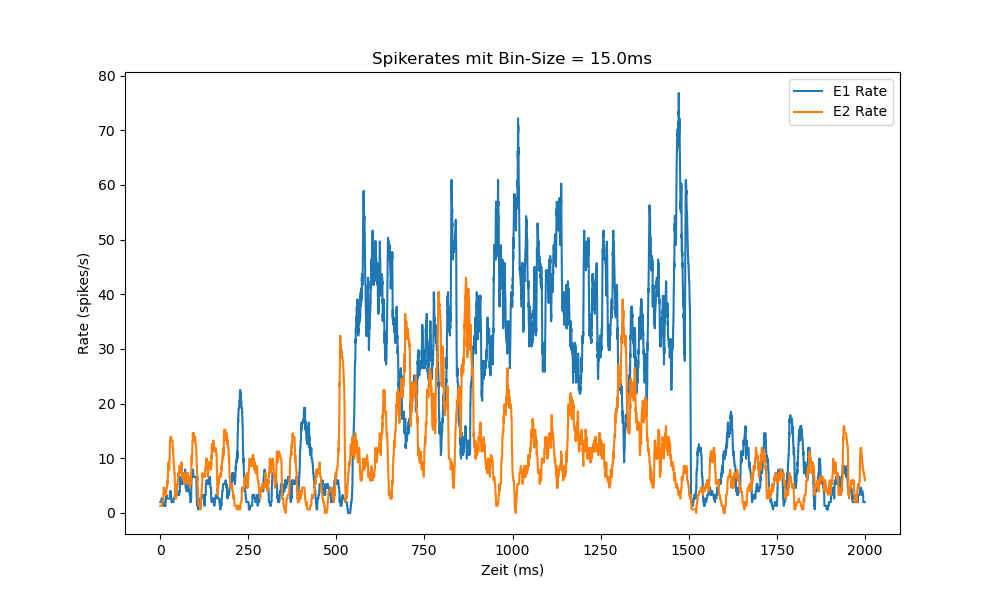 Spikerates mit Bin-Size = 15.0ms
E1 Rate
E2 Rate
80
70
60
50
40
30
20
10
0
Rate (spikes/s)
0 250 500 750 1000 1250 1500 1750 2000
Zeit (ms)